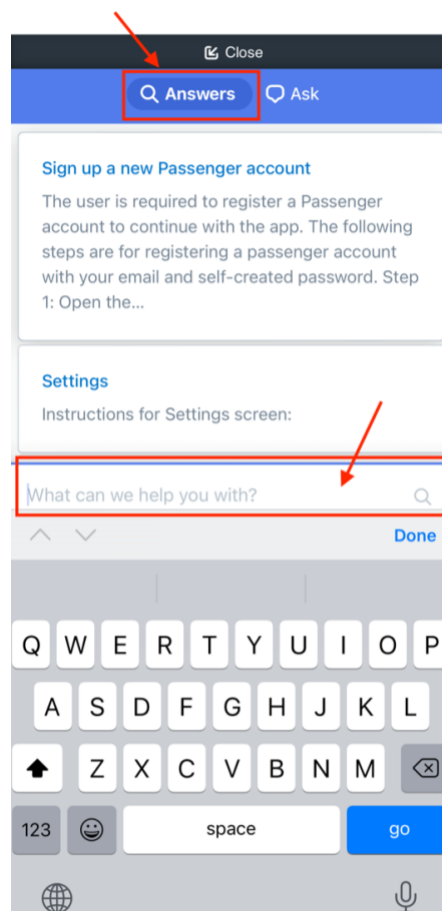 Close
Answers Ask
Sign up a new Passenger account
The user is required to register a Passenger
account to continue with the app. The following
steps are for registering a passenger account
with your email and self-created password. Step
1: Open the...
Settings
Instructions for Settings screen:
What can we help you with?
Done
Q W E R T Y U I O P
A S D F G H J K L
Z X C V B N M
123 space go